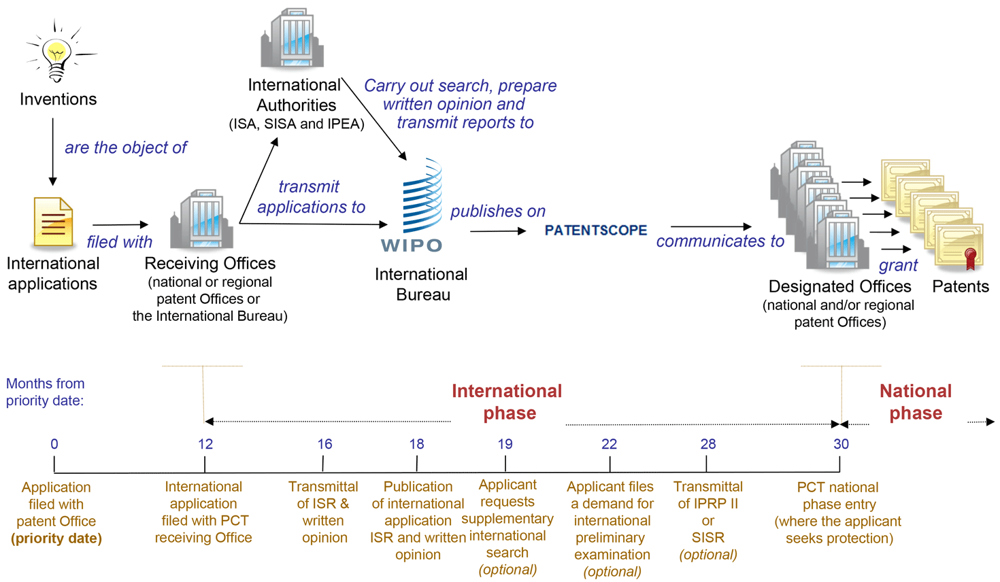 Inventions
are the object of
International
applications
filed with
Receiving Offices
(national or regional
patent Offices or
the International Bureau)
International
Authorities
(ISA, SISA and IPEA)
transmit
applications to
Carry out search, prepare
written opinion and
transmit reports to
WIPO
International
Bureau
publishes on
PATENTSCOPE
communicates to
Designated Offices
(national and/or regional
patent Offices)
grant
Patents
Months from
priority date:
International
phase
National
phase
0
12
16
18
19
22
28
30
Application
filed with
patent Office
(priority date)
International
application
filed with PCT
receiving Office
Transmittal
of ISR &
written
opinion
Publication
of international
application
ISR and written
opinion
Applicant
requests
supplementary
international
search
(optional)
Applicant files
a demand for
international
preliminary
examination
(optional)
Transmittal
of IPRP II
or
SISR
(optional)
PCT national
phase entry
(where the applicant
seeks protection)